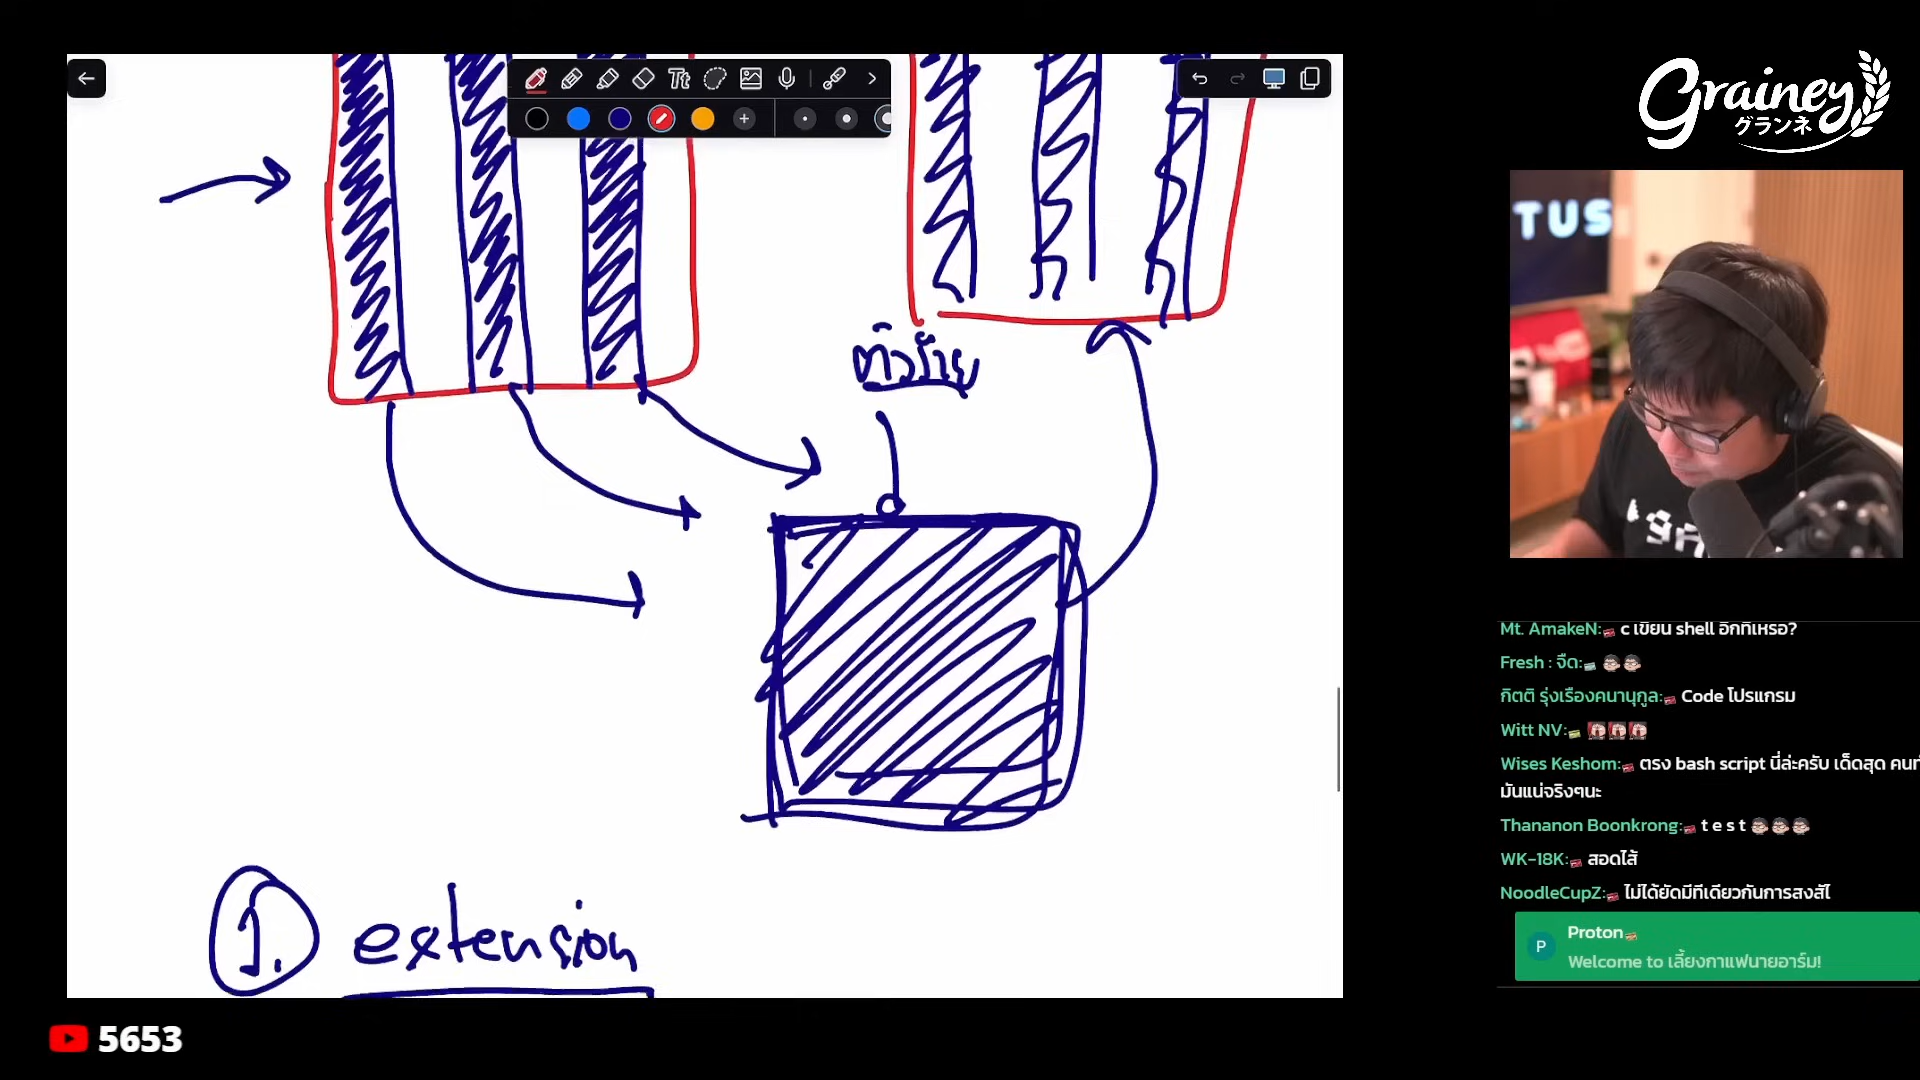 Tt
ตัวร้าย
1. extension
5653
Grainey
グランネ
TUS
Mt. AmakeN: c เขียน shell อีกทีเหรอ?
Fresh : จืด:
กิตติ รุ่งเรืองคนานุกูล: Code โปรแกรม
Witt NV:
Wises Keshom: ตรง bash script นี่ล่ะครับ เด็ดสุด คนท
มันแน่จริงๆนะ
Thananon Boonkrong: t e s t
WK-18K: สอดไส้
NoodleCupZ: ไม่ได้ยัดมีทีเดียวกันการสงสัไ
P
Proton
Welcome to เลี้ยงกาแฟนายอาร์ม!